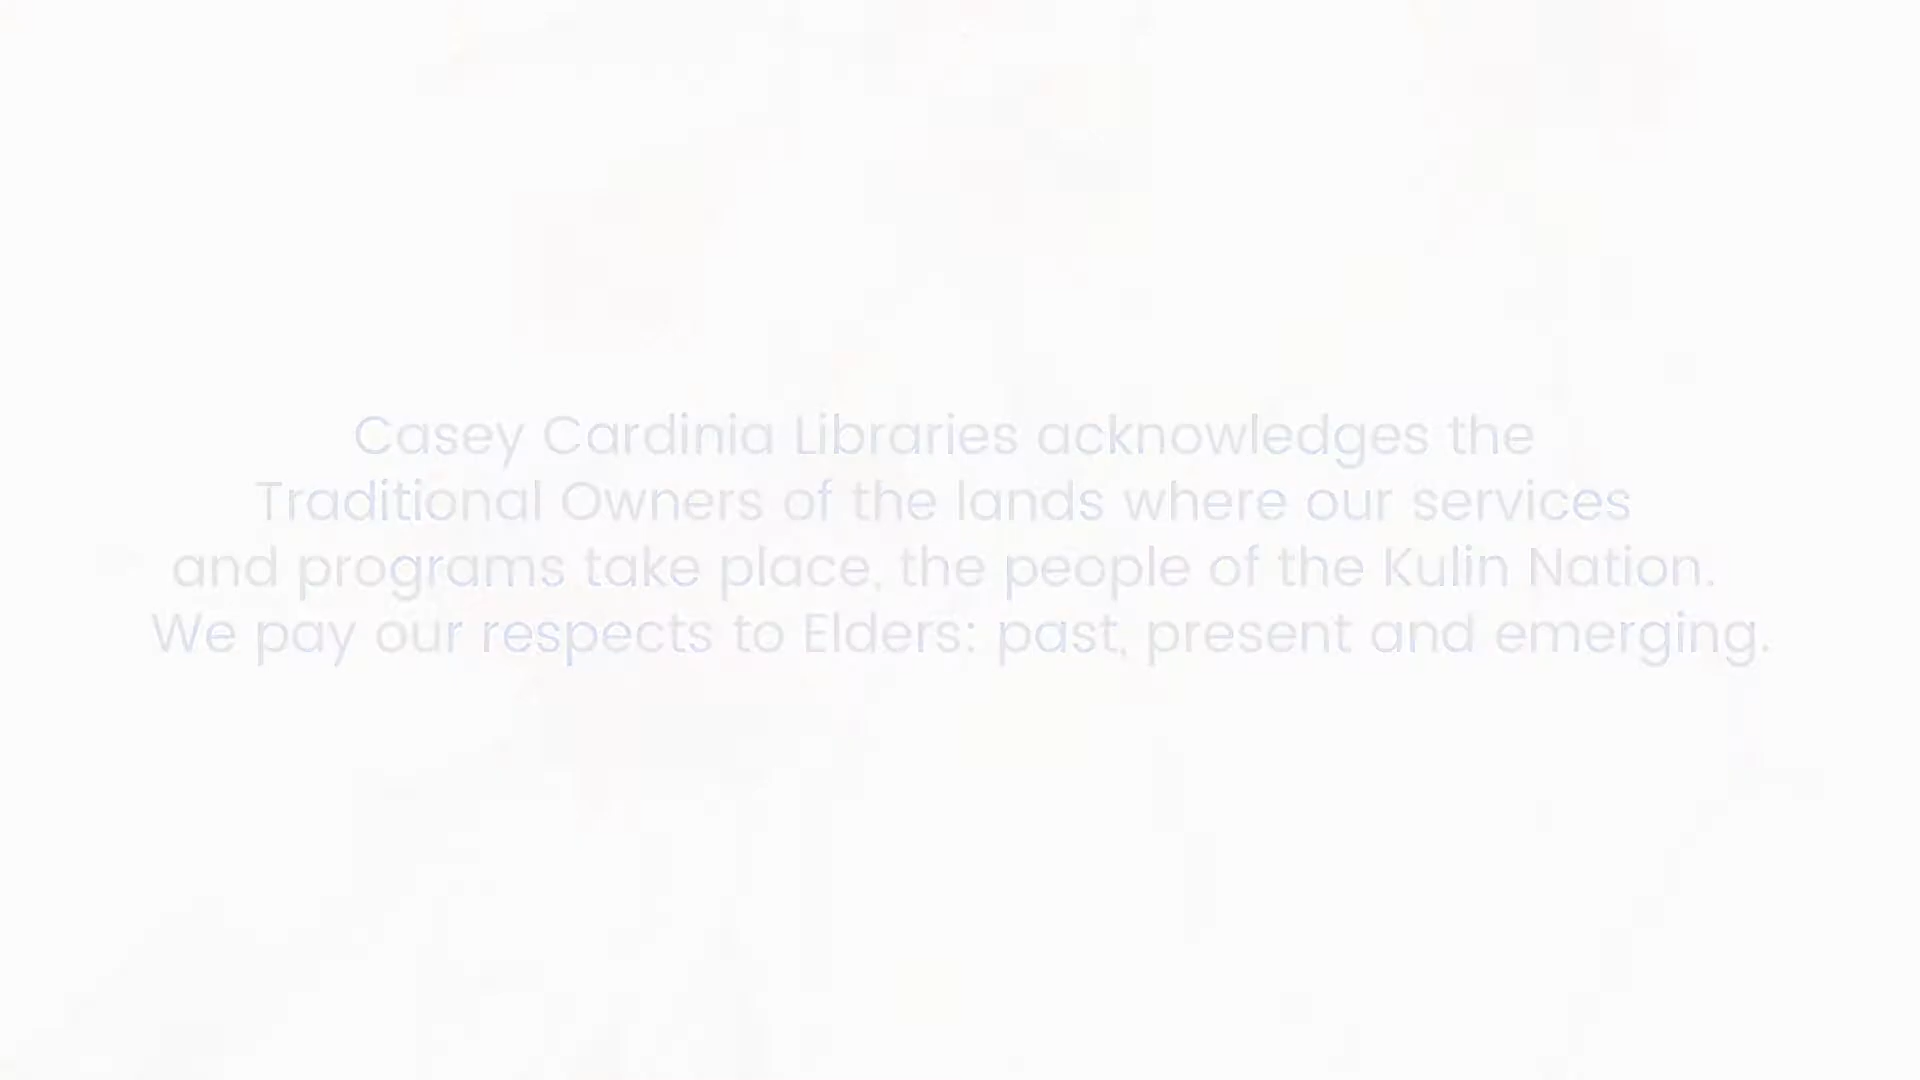 Casey Cardinia Libraries acknowledges the
Traditional Owners of the lands where our services
and programs take place, the people of the Kulin Nation.
We pay our respects to Elders: past, present and emerging.